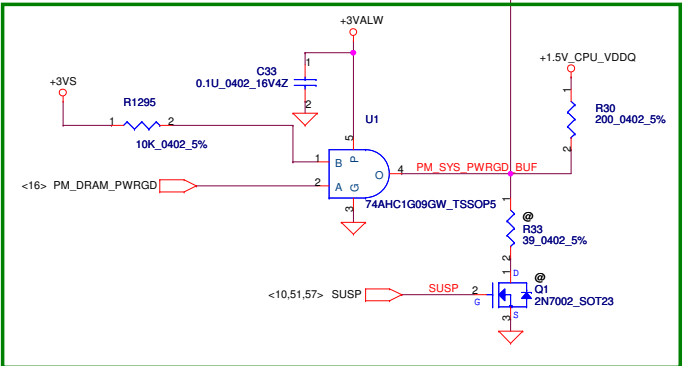 +3VALW
1
C33
0.1U_0402_16V4Z
2
+1.5V_CPU_VDDQ
+3VS
R1295
1 2
10K_0402_5%
U1
1
R30
200_0402_5%
2
5
P
1 B
O 4 PM_SYS_PWRGD_BUF
<16> PM_DRAM_PWRGD 2 A
G
3
74AHC1G09GW_TSSOP5
1
@
R33
39_0402_5%
2
1 D
@
Q1
2N7002_SOT23
<10,51,57> SUSP SUSP 2
G
S
3